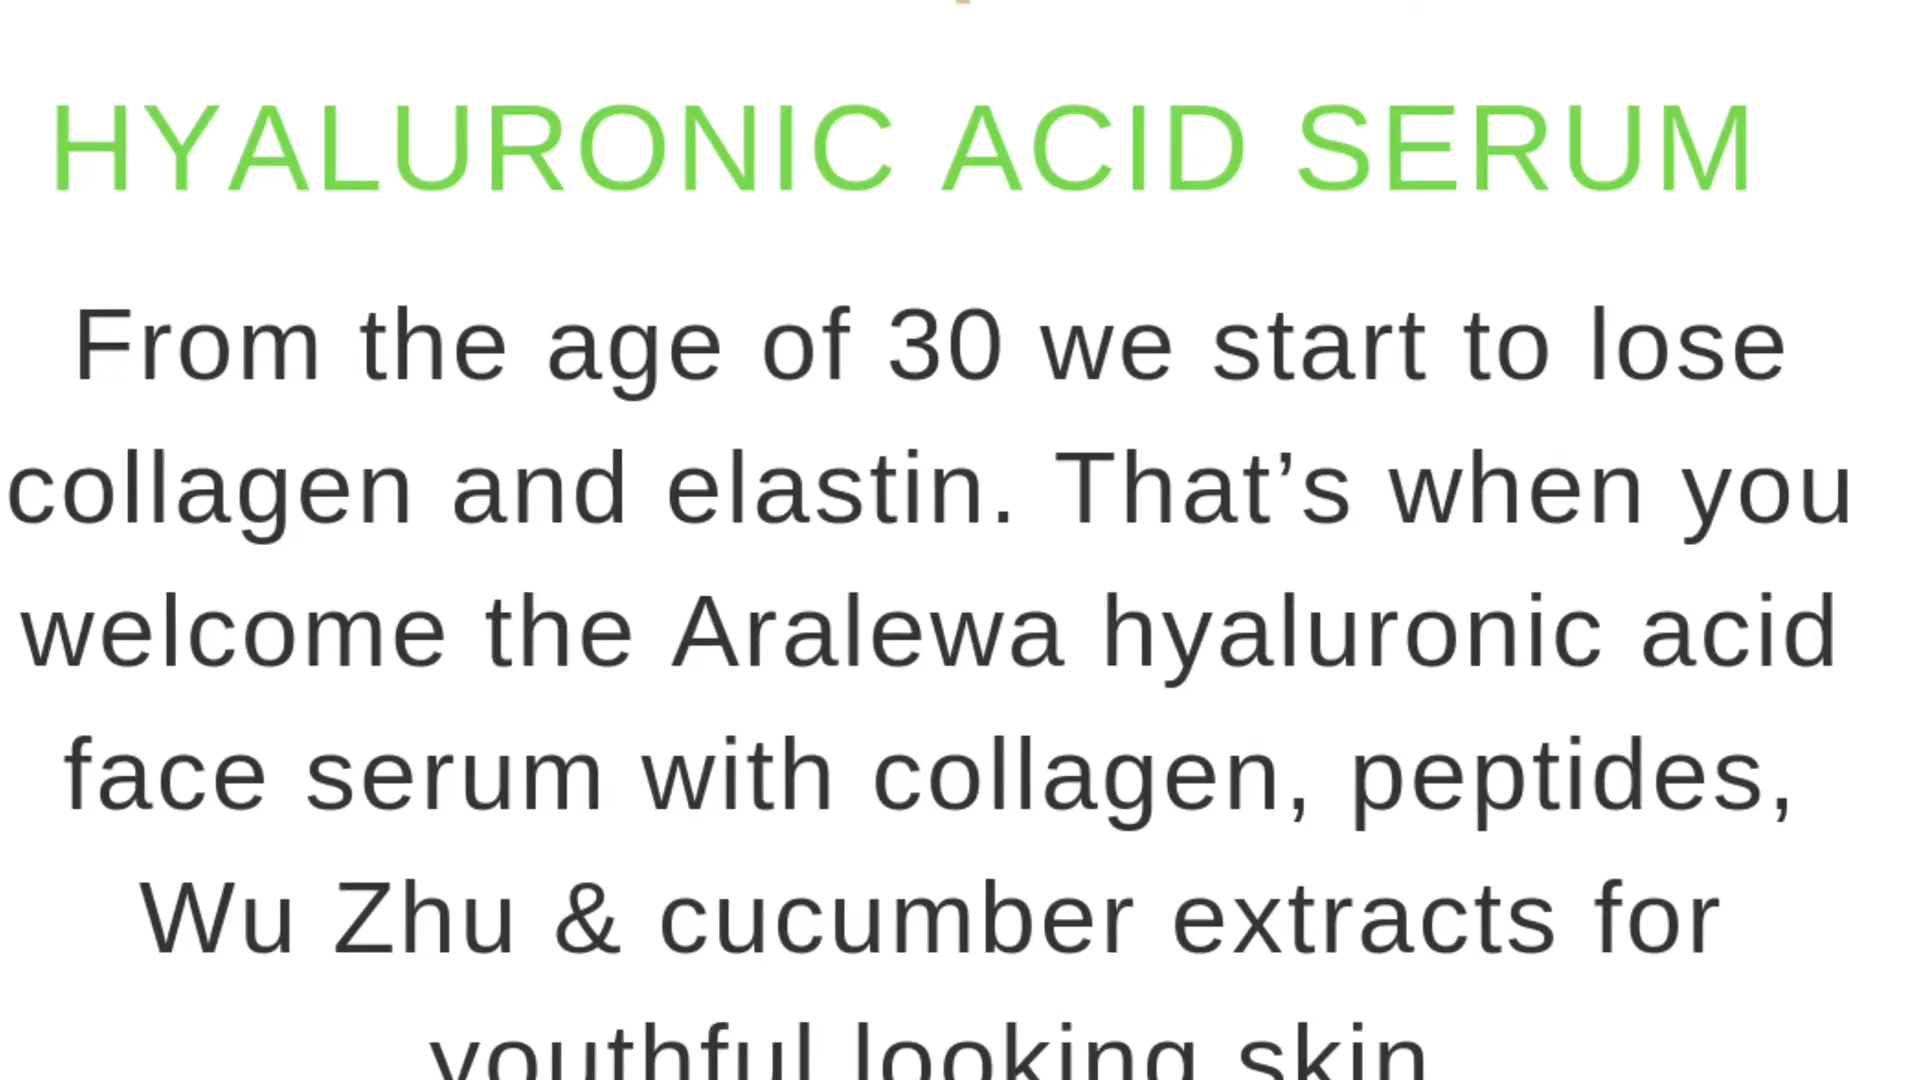 HYALURONIC ACID SERUM
From the age of 30 we start to lose
collagen and elastin. That’s when you
welcome the Aralewa hyaluronic acid
face serum with collagen, peptides,
Wu Zhu & cucumber extracts for
youthful looking skin